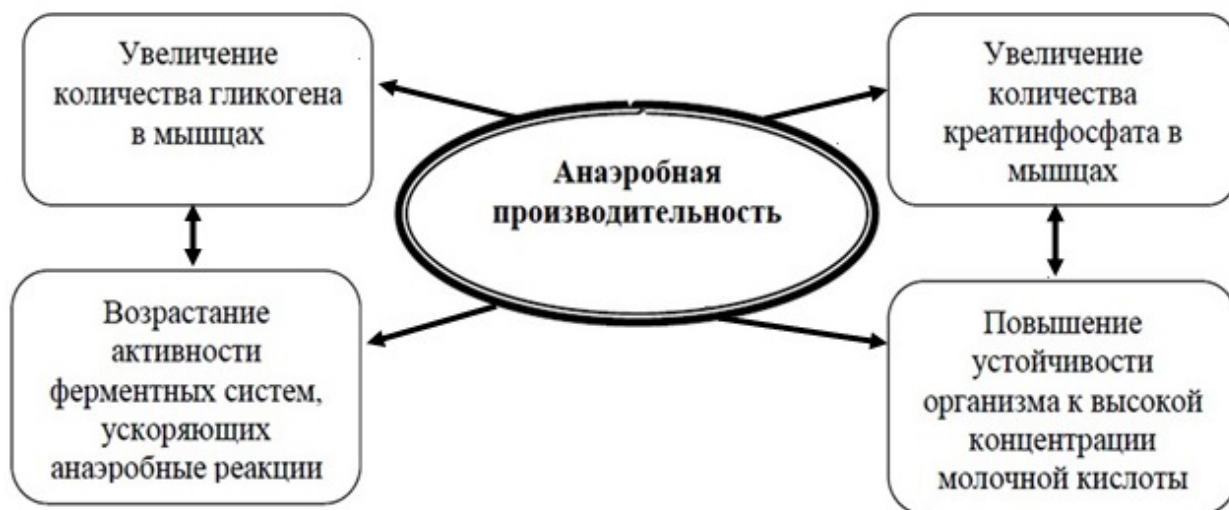 Увеличение
количества гликогена
в мышцах
Увеличение
количества
креатинфосфата в
мышцах
Анаэробная
производительность
Возрастание
активности
ферментных систем,
ускоряющих
анаэробные реакции
Повышение
устойчивости
организма к высокой
концентрации
молочной кислоты